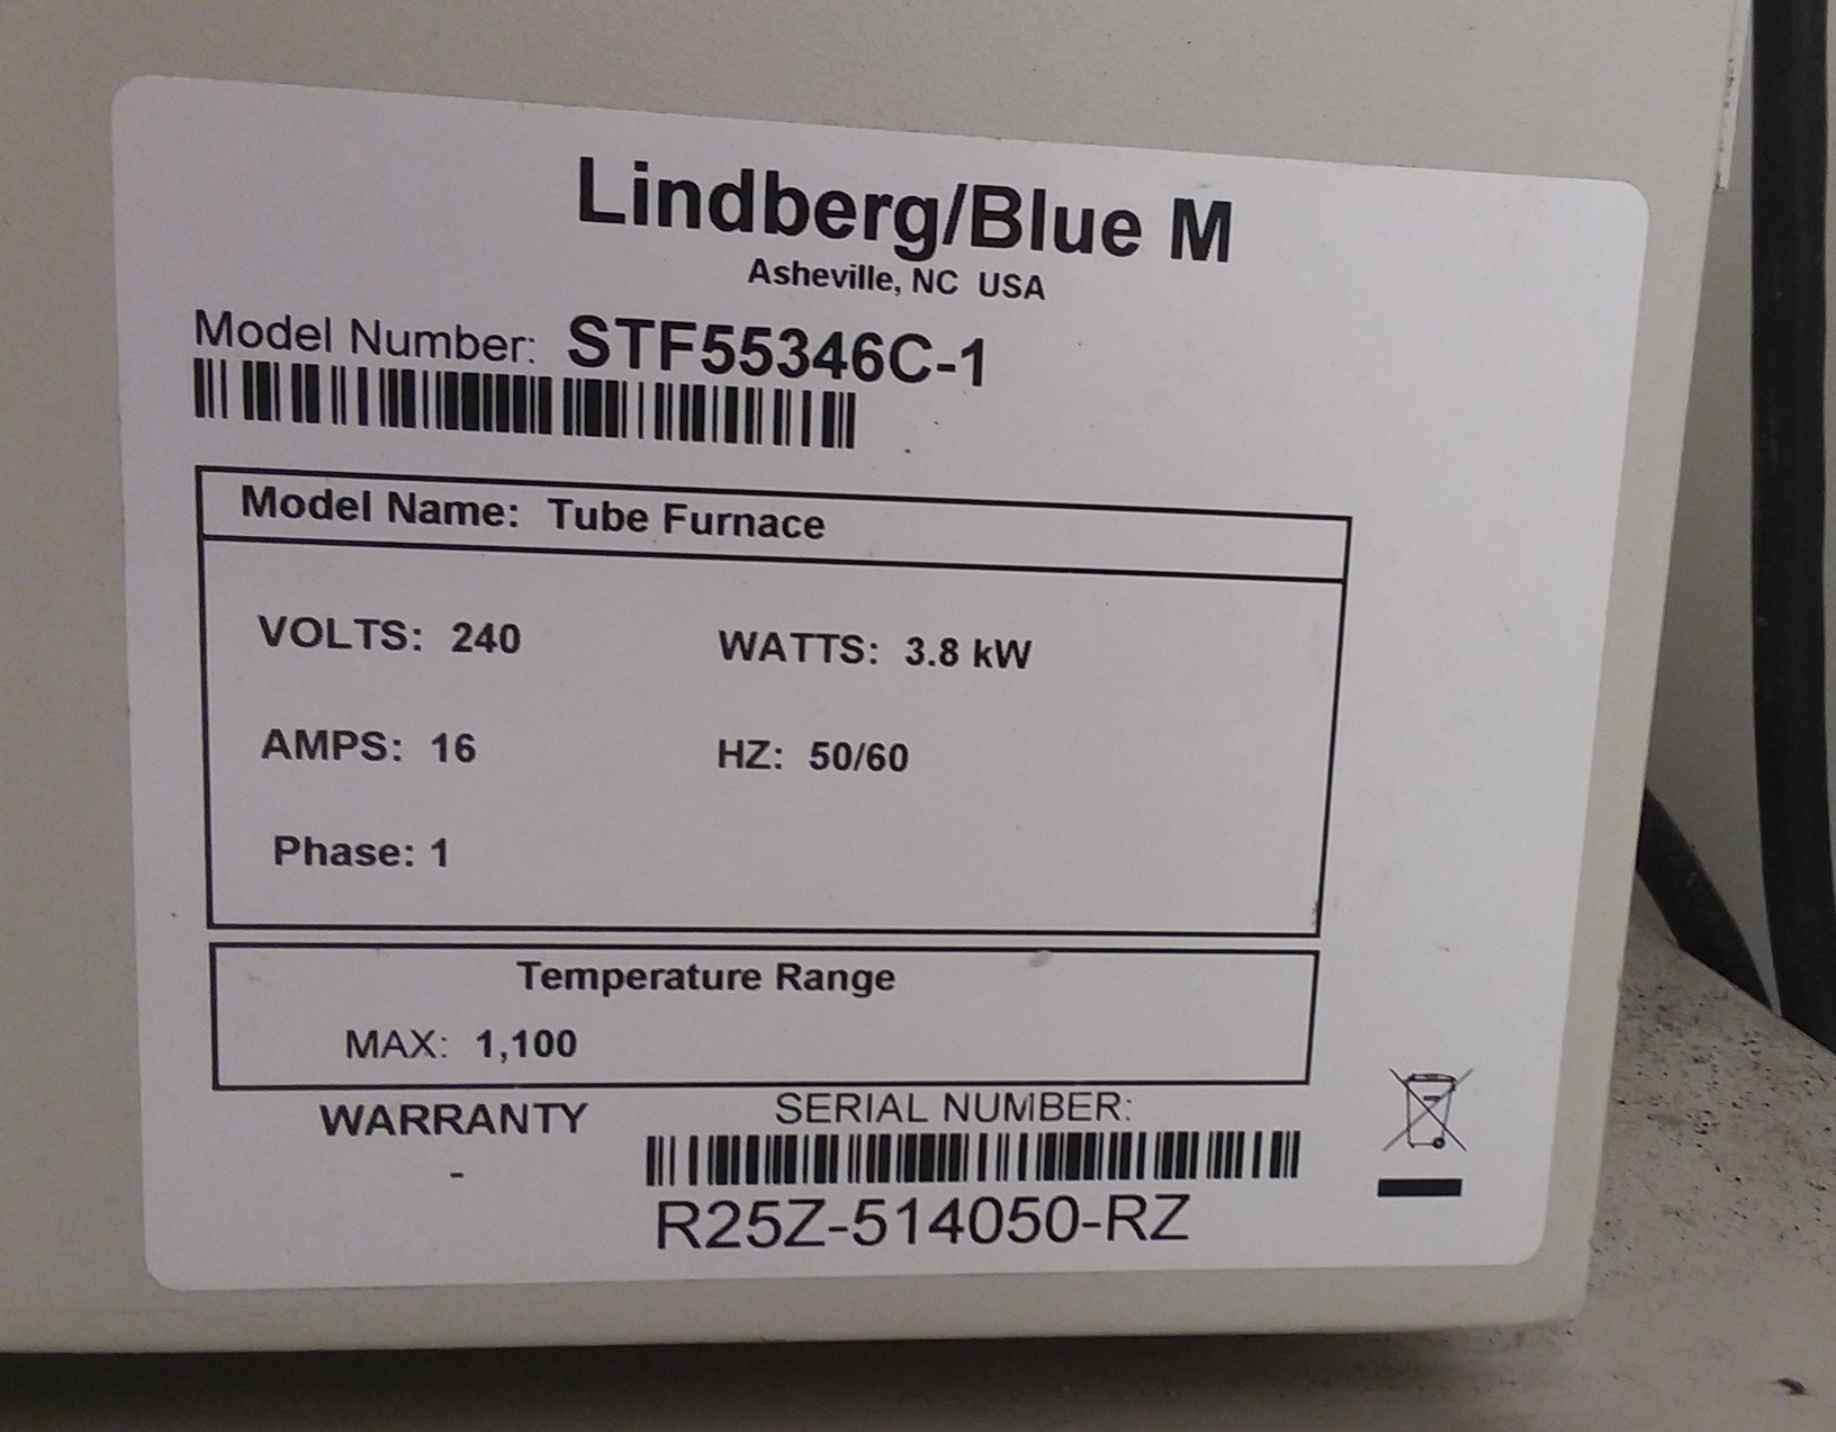 Lindberg/Blue M
Asheville, NC USA
Model Number: STF55346C-1
Model Name: Tube Furnace
VOLTS: 240 WATTS: 3.8 kW
AMPS: 16 HZ: 50/60
Phase: 1
Temperature Range
MAX: 1,100
WARRANTY SERIAL NUMBER:
-
R25Z-514050-RZ